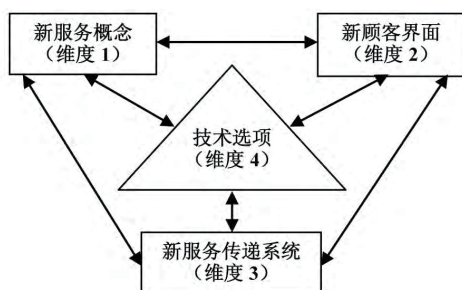 新服务概念
（维度 1）
新顾客界面
（维度 2）
技术选项
（维度 4）
新服务传递系统
（维度 3）